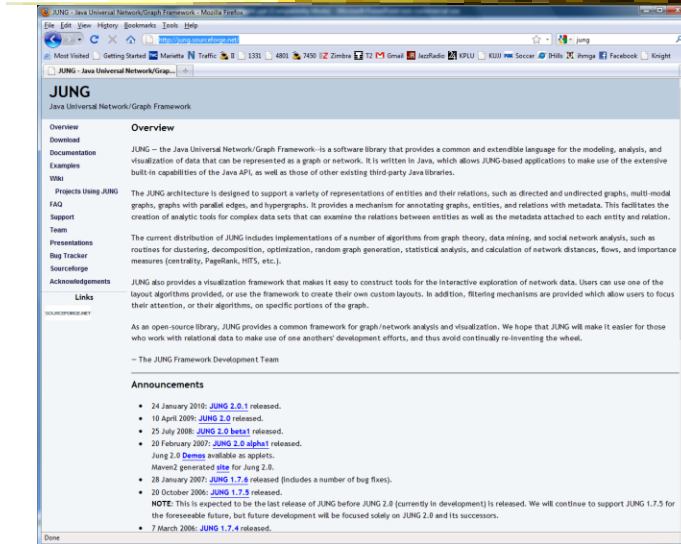 JUNG - Java Universal Network/Graph Framework - Mozilla Firefox
File Edit View History Bookmarks Tools Help
http://jung.sourceforge.net/
jung
Most Visited Getting Started Marietta Traffic II 1331 4801 7450 Zimbra T2 Gmail JazzRadio KPLU KUJJ Soccer IHills ihmga Facebook Knight
JUNG - Java Universal Network/Grap...
JUNG
Java Universal Network/Graph Framework
Overview
Download
Documentation
Examples
Wiki
Projects Using JUNG
FAQ
Support
Team
Presentations
Bug Tracker
Sourceforge
Acknowledgements
Links
SOURCEFORGE.NET
Overview
JUNG — the Java Universal Network/Graph Framework--is a software library that provides a common and extendible language for the modeling, analysis, and
visualization of data that can be represented as a graph or network. It is written in Java, which allows JUNG-based applications to make use of the extensive
built-in capabilities of the Java API, as well as those of other existing third-party Java libraries.
The JUNG architecture is designed to support a variety of representations of entities and their relations, such as directed and undirected graphs, multi-modal
graphs, graphs with parallel edges, and hypergraphs. It provides a mechanism for annotating graphs, entities, and relations with metadata. This facilitates the
creation of analytic tools for complex data sets that can examine the relations between entities as well as the metadata attached to each entity and relation.
The current distribution of JUNG includes implementations of a number of algorithms from graph theory, data mining, and social network analysis, such as
routines for clustering, decomposition, optimization, random graph generation, statistical analysis, and calculation of network distances, flows, and importance
measures (centrality, PageRank, HITS, etc.).
JUNG also provides a visualization framework that makes it easy to construct tools for the interactive exploration of network data. Users can use one of the
layout algorithms provided, or use the framework to create their own custom layouts. In addition, filtering mechanisms are provided which allow users to focus
their attention, or their algorithms, on specific portions of the graph.
As an open-source library, JUNG provides a common framework for graph/network analysis and visualization. We hope that JUNG will make it easier for those
who work with relational data to make use of one anothers' development efforts, and thus avoid continually re-inventing the wheel.
— The JUNG Framework Development Team
Announcements
• 24 January 2010: JUNG 2.0.1 released.
• 10 April 2009: JUNG 2.0 released.
• 25 July 2008: JUNG 2.0 beta1 released.
• 20 February 2007: JUNG 2.0 alpha1 released.
Jung 2.0 Demos available as applets.
Maven2 generated site for Jung 2.0.
• 28 January 2007: JUNG 1.7.6 released (includes a number of bug fixes).
• 20 October 2006: JUNG 1.7.5 released.
NOTE: This is expected to be the last release of JUNG before JUNG 2.0 (currently in development) is released. We will continue to support JUNG 1.7.5 for
the foreseeable future, but future development will be focused solely on JUNG 2.0 and its successors.
• 7 March 2006: JUNG 1.7.4 released.
Done